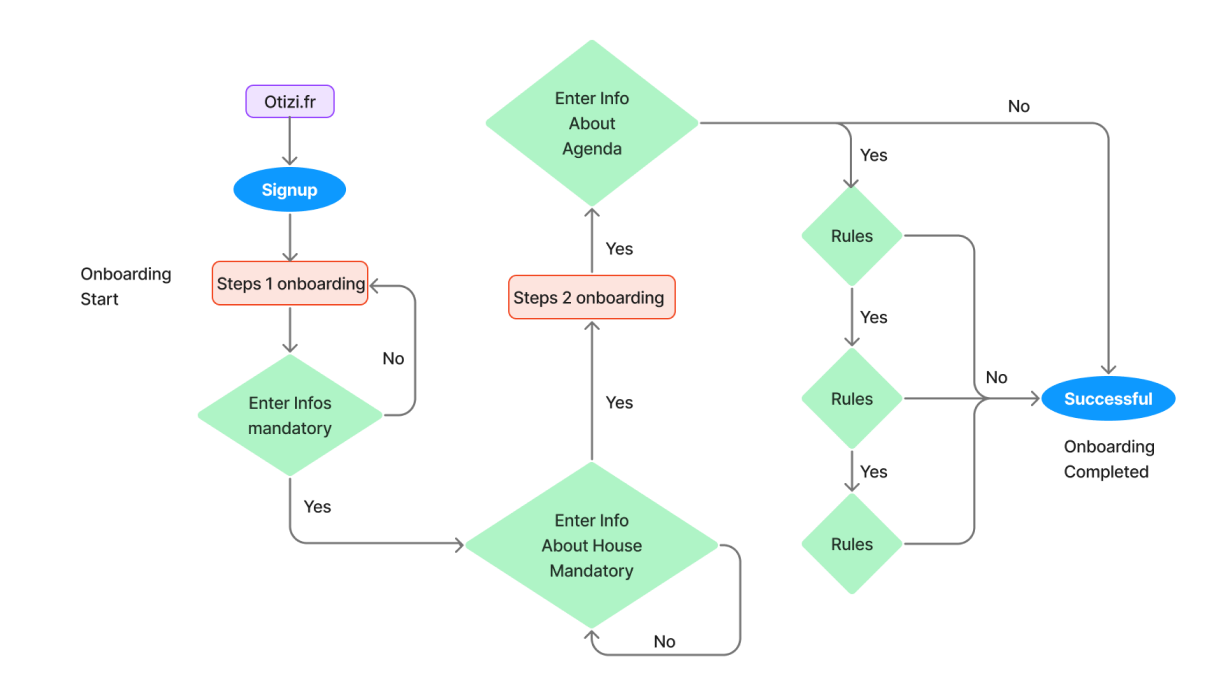 Otizi.fr
Signup
Onboarding
Start
Steps 1 onboarding
No
Enter Infos
mandatory
Yes
Enter Info
About House
Mandatory
No
Yes
Steps 2 onboarding
Yes
Enter Info
About
Agenda
No
Yes
Rules
Yes
Rules
No
Yes
Rules
Successful
Onboarding
Completed